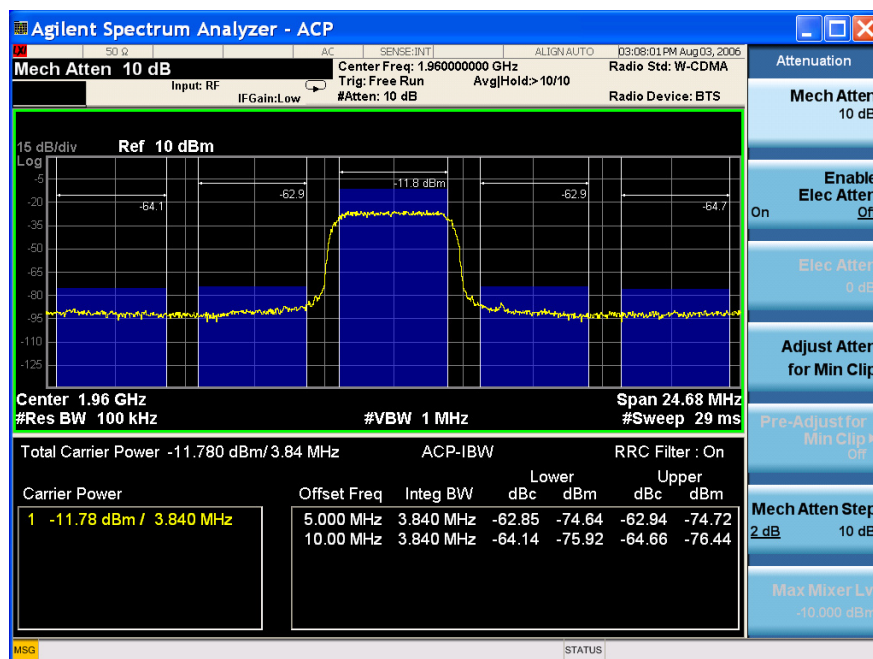 Agilent Spectrum Analyzer - ACP
LXI 50 Ω AC SENSE:INT ALIGNAUTO 03:08:01 PM Aug 03, 2006
Mech Atten 10 dB
Center Freq: 1.960000000 GHz
Radio Std: W-CDMA
Input: RF
Trig: Free Run
Avg|Hold:>10/10
IFGain:Low
#Atten: 10 dB
Radio Device: BTS
15 dB/div Ref 10 dBm
Log
-5
-20
-35
-50
-65
-80
-95
-110
-125
-64.1
-62.9
-11.8 dBm
-62.9
-64.7
Center 1.96 GHz
Span 24.68 MHz
#Res BW 100 kHz
#VBW 1 MHz
#Sweep 29 ms
Total Carrier Power -11.780 dBm/ 3.84 MHz
ACP-IBW
RRC Filter : On
Lower Upper
Carrier Power
Offset Freq Integ BW dBc dBm dBc dBm
1 -11.78 dBm / 3.840 MHz
5.000 MHz 3.840 MHz -62.85 -74.64 -62.94 -74.72
10.00 MHz 3.840 MHz -64.14 -75.92 -64.66 -76.44
MSG
STATUS
Attenuation
Mech Atten
10 dB
Enable
Elec Atten
On Off
Elec Atten
0 dB
Adjust Atten
for Min Clip
Pre-Adjust for
Min Clip
Off
Mech Atten Step
2 dB 10 dB
Max Mixer Lv
-10.000 dBm